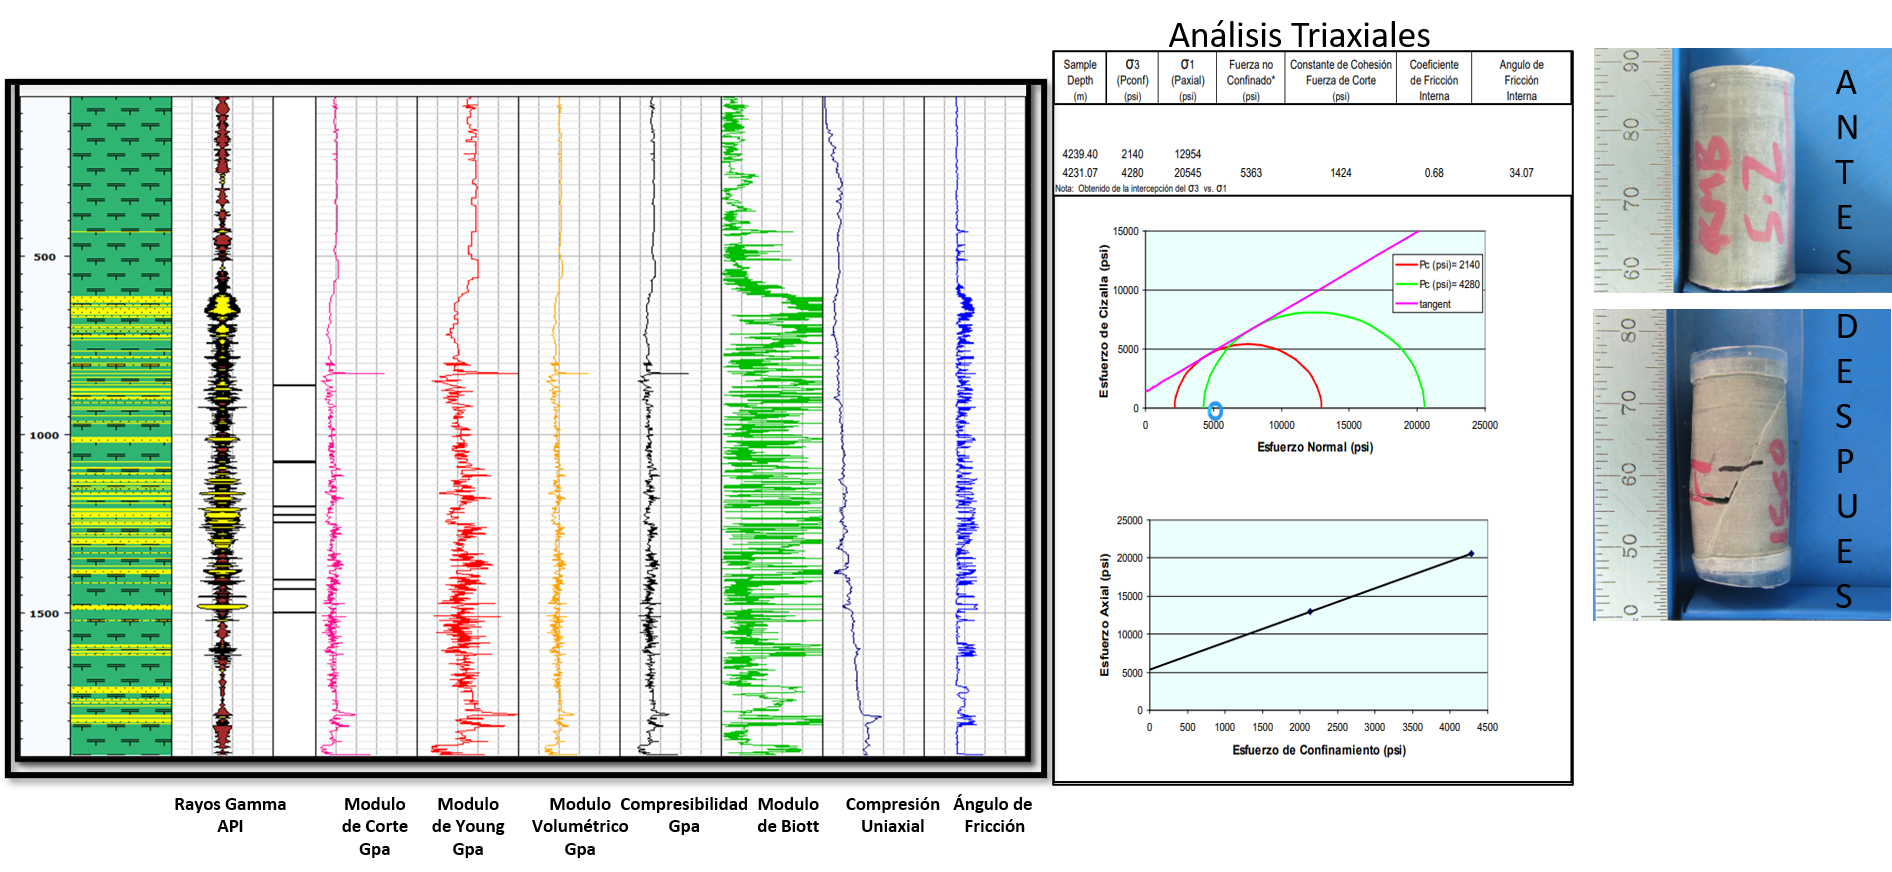 Análisis Triaxiales
Sample Depth (m)
σ3 (Pconf) (psi)
σ1 (Paxial) (psi)
Fuerza no Confinado* (psi)
Constante de Cohesión Fuerza de Corte (psi)
Coeficiente de Fricción Interna
Angulo de Fricción Interna
4239.40 2140 12954
4231.07 4280 20545 5363 1424 0.68 34.07
Nota: Obtenido de la intercepción del σ3 vs. σ1
15000
10000
5000
0
Esfuerzo de Cizalla (psi)
Pc (psi)= 2140
Pc (psi)= 4280
tangent
0 5000 10000 15000 20000 25000
Esfuerzo Normal (psi)
25000
20000
15000
10000
5000
0
Esfuerzo Axial (psi)
0 500 1000 1500 2000 2500 3000 3500 4000 4500
Esfuerzo de Confinamiento (psi)
500
1000
1500
Rayos Gamma
API
Modulo
de Corte
Gpa
Modulo
de Young
Gpa
Modulo
Volumétrico
Gpa
Compresibilidad
Gpa
Modulo
de Biott
Compresión
Uniaxial
Ángulo de
Fricción
90
80
70
60
ANTES
80
70
60
50
DESPUES